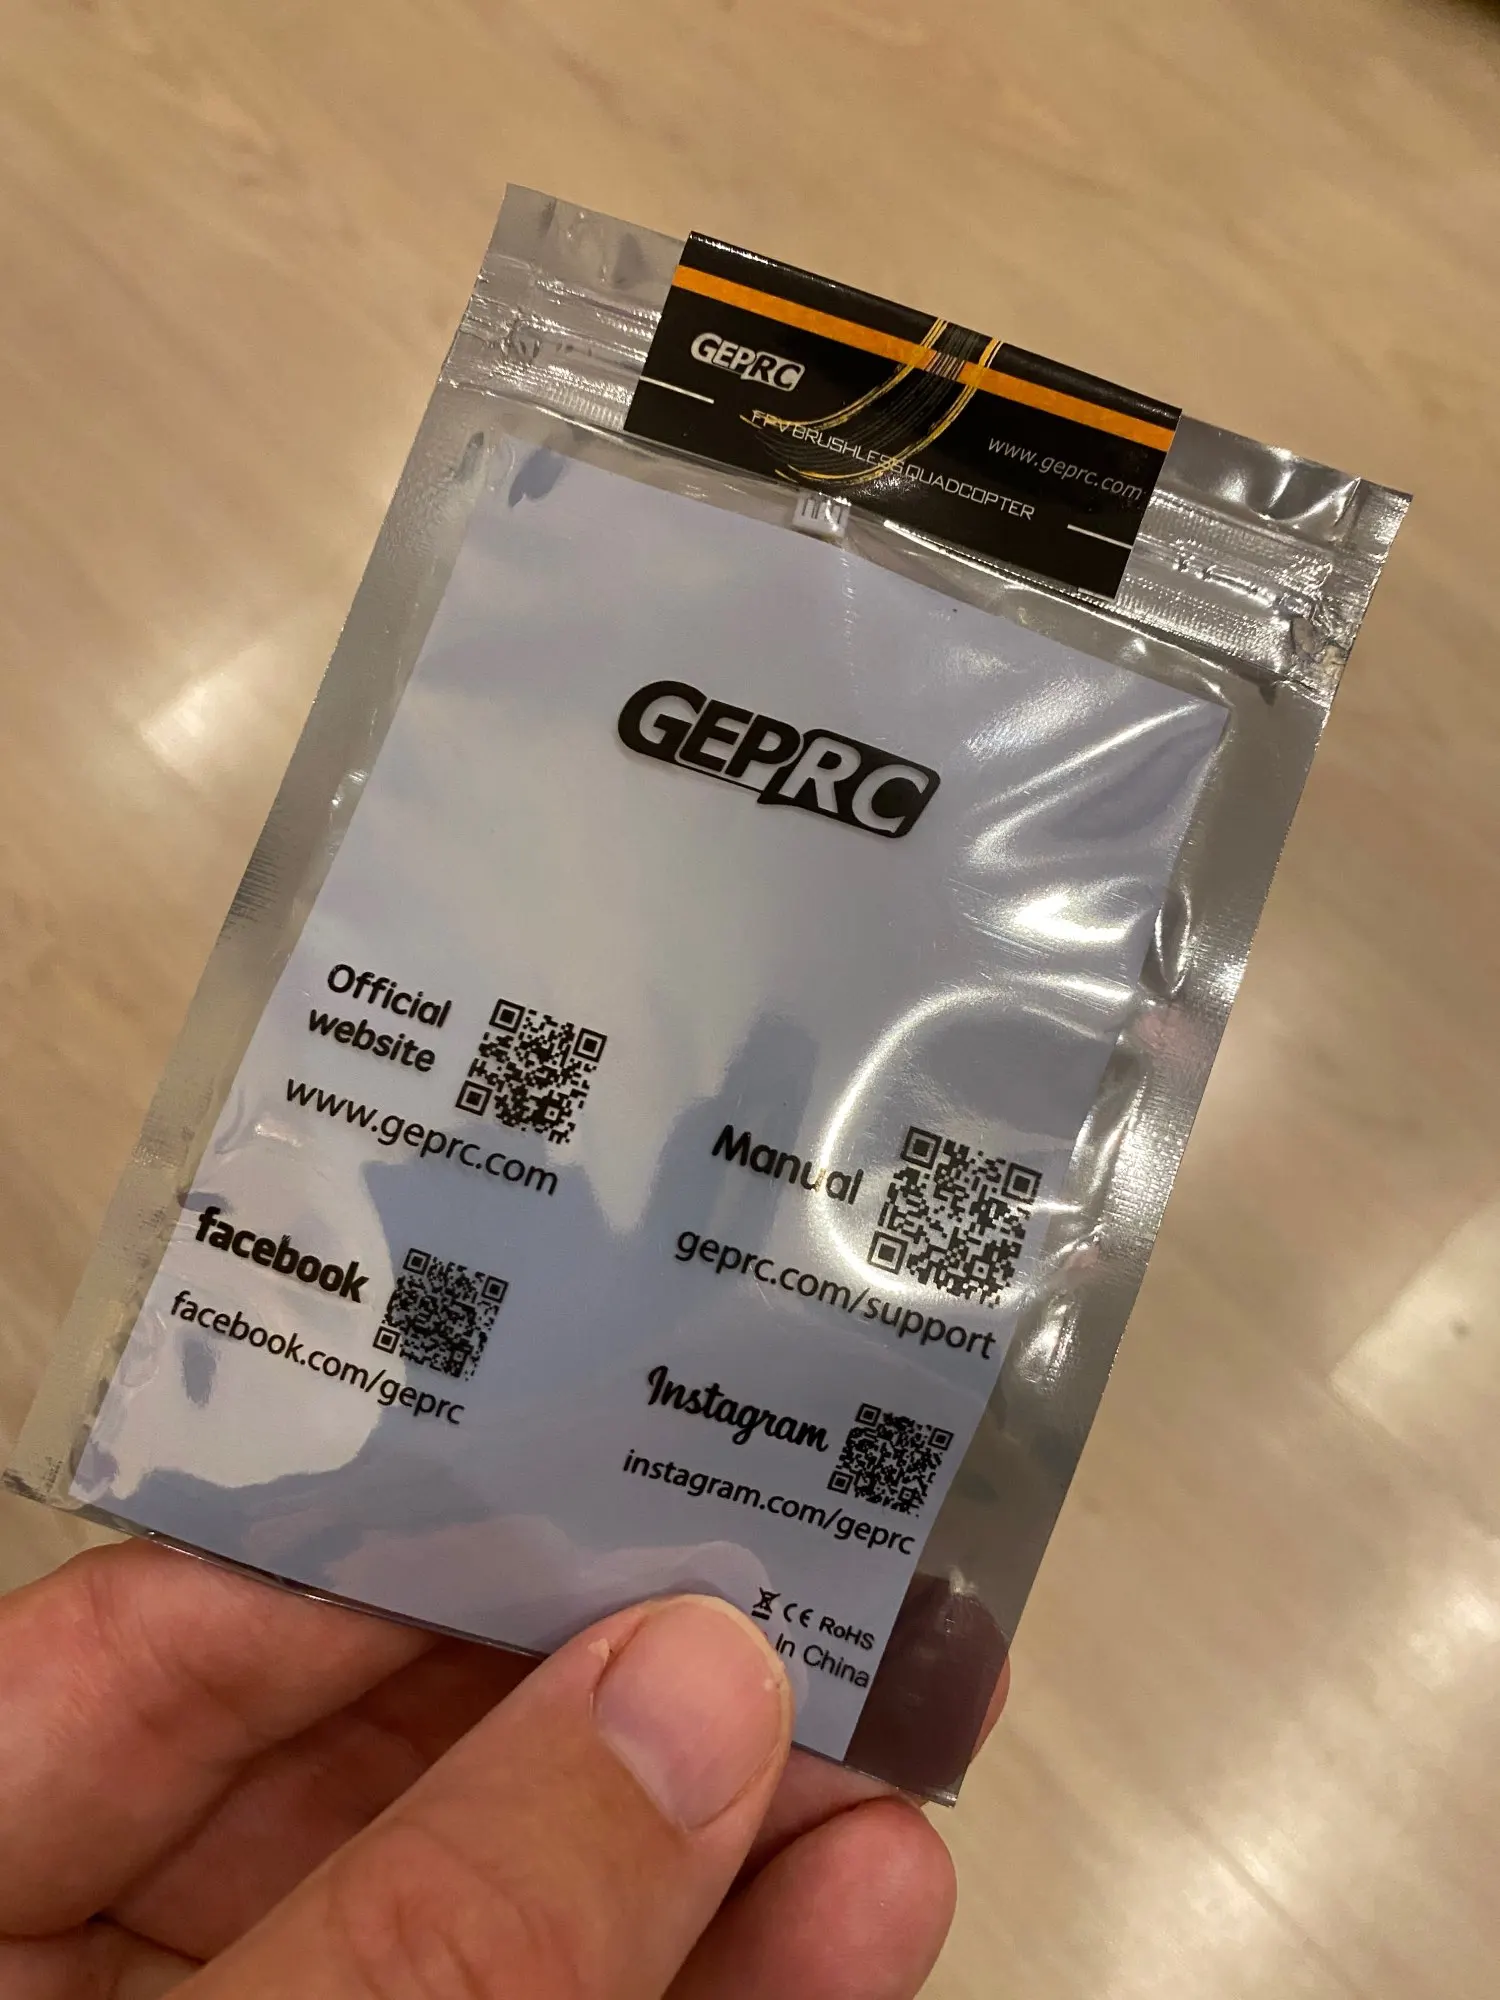 GEPRC
FPV BRUSHLESS QUADCOPTER
www.geprc.com
GEPRC
Official
website
www.geprc.com
Manual
geprc.com/support
facebook
facebook.com/geprc
Instagram
instagram.com/geprc
CE RoHS
In China